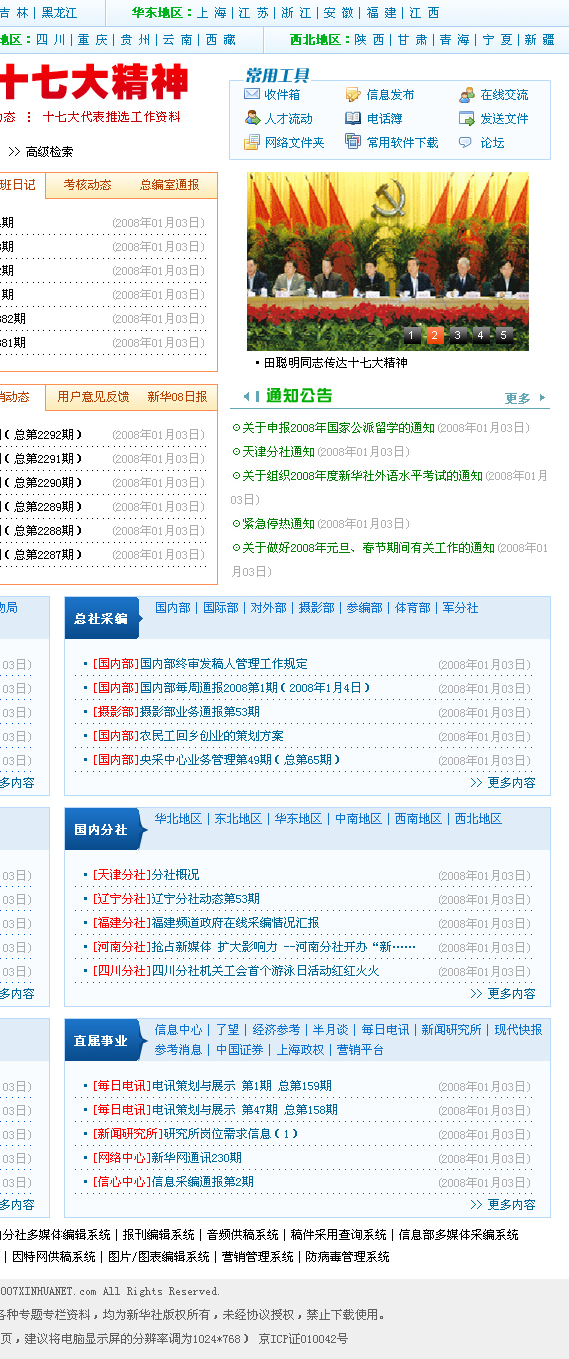 吉 林 | 黑龙江 华东地区：上 海 | 江 苏 | 浙 江 | 安 徽 | 福 建 | 江 西
地区：四 川 | 重 庆 | 贵 州 | 云 南 | 西 藏 西北地区：陕 西 | 甘 肃 | 青 海 | 宁 夏 | 新 疆
十七大精神
动态 ⋮ 十七大代表推选工作资料
>> 高级检索
常用工具
收件箱 信息发布 在线交流
人才流动 电话簿 发送文件
网络文件夹 常用软件下载 论坛
班日记 考核动态 总编室通报
期 (2008年01月03日)
期 (2008年01月03日)
期 (2008年01月03日)
期 (2008年01月03日)
382期 (2008年01月03日)
381期 (2008年01月03日)
1 2 3 4 5
• 田聪明同志传达十七大精神
消动态 用户意见反馈 新华08日报
（总第2292期） (2008年01月03日)
（总第2291期） (2008年01月03日)
（总第2290期） (2008年01月03日)
（总第2289期） (2008年01月03日)
（总第2288期） (2008年01月03日)
（总第2287期） (2008年01月03日)
通知公告 更多
关于申报2008年国家公派留学的通知 (2008年01月03日)
天津分社通知 (2008年01月03日)
关于组织2008年度新华社外语水平考试的通知 (2008年01月
03日)
紧急停热通知 (2008年01月03日)
关于做好2008年元旦、春节期间有关工作的通知 (2008年01
月03日)
物局
03日)
03日)
03日)
03日)
03日)
多内容
总社采编 国内部 | 国际部 | 对外部 | 摄影部 | 参编部 | 体育部 | 军分社
• [国内部]国内部终审发稿人管理工作规定 (2008年01月03日)
• [国内部]国内部每周通报2008第1期（2008年1月4日） (2008年01月03日)
• [摄影部]摄影部业务通报第53期 (2008年01月03日)
• [国内部]农民工回乡创业的策划方案 (2008年01月03日)
• [国内部]央采中心业务管理第49期（总第65期） (2008年01月03日)
>> 更多内容
03日)
03日)
03日)
03日)
03日)
多内容
国内分社 华北地区 | 东北地区 | 华东地区 | 中南地区 | 西南地区 | 西北地区
• [天津分社]分社概况 (2008年01月03日)
• [辽宁分社]辽宁分社动态第53期 (2008年01月03日)
• [福建分社]福建频道政府在线采编情况汇报 (2008年01月03日)
• [河南分社]抢占新媒体 扩大影响力 --河南分社开办“新…… (2008年01月03日)
• [四川分社]四川分社机关工会首个游泳日活动红红火火 (2008年01月03日)
>> 更多内容
03日)
03日)
03日)
03日)
03日)
多内容
直属事业 信息中心 | 了望 | 经济参考 | 半月谈 | 每日电讯 | 新闻研究所 | 现代快报
参考消息 | 中国证券 | 上海政权 | 营销平台
• [每日电讯]电讯策划与展示 第1期 总第159期 (2008年01月03日)
• [每日电讯]电讯策划与展示 第47期 总第158期 (2008年01月03日)
• [新闻研究所]研究所岗位需求信息（1） (2008年01月03日)
• [网络中心]新华网通讯230期 (2008年01月03日)
• [信心中心]信息采编通报第2期 (2008年01月03日)
>> 更多内容
分社多媒体编辑系统 | 报刊编辑系统 | 音频供稿系统 | 稿件采用查询系统 | 信息部多媒体采编系统
| 因特网供稿系统 | 图片/图表编辑系统 | 营销管理系统 | 防病毒管理系统
007XINHUANET.com All Rights Reserved.
各种专题专栏资料，均为新华社版权所有，未经协议授权，禁止下载使用。
页，建议将电脑显示屏的分辨率调为1024*768） 京ICP证010042号